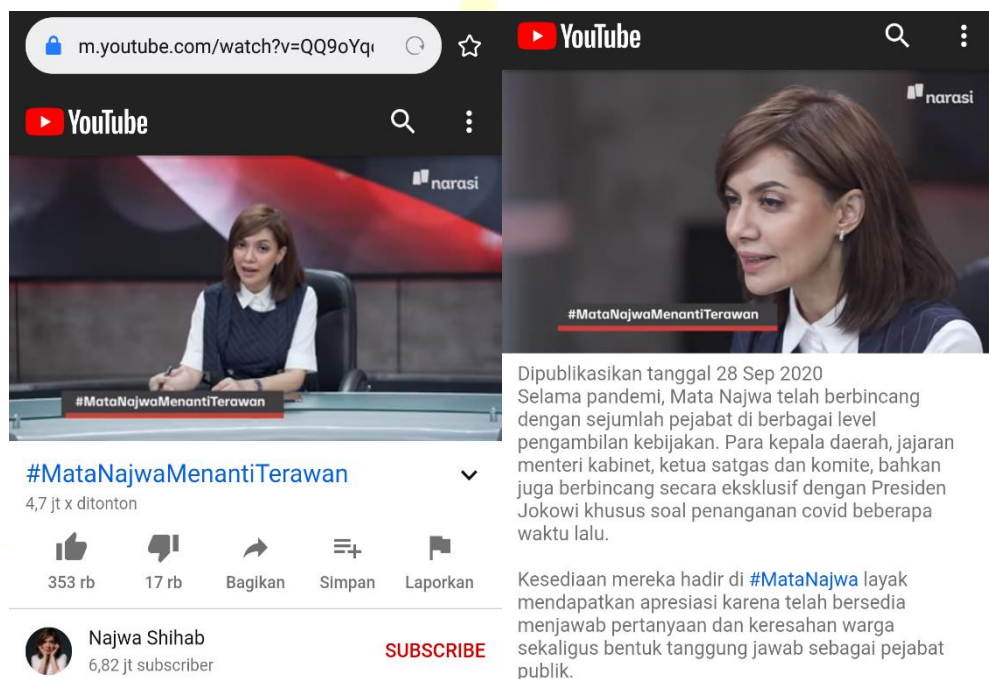 m.youtube.com/watch?v=QQ9oYq
YouTube
narasi
#MataNajwaMenantiTerawan
#MataNajwaMenantiTerawan
4,7 jt x ditonton
353 rb
17 rb
Bagikan
Simpan
Laporkan
Najwa Shihab
6,82 jt subscriber
SUBSCRIBE
YouTube
narasi
#MataNajwaMenantiTerawan
Dipublikasikan tanggal 28 Sep 2020
Selama pandemi, Mata Najwa telah berbincang
dengan sejumlah pejabat di berbagai level
pengambilan kebijakan. Para kepala daerah, jajaran
menteri kabinet, ketua satgas dan komite, bahkan
juga berbincang secara eksklusif dengan Presiden
Jokowi khusus soal penanganan covid beberapa
waktu lalu.
Kesediaan mereka hadir di #MataNajwa layak
mendapatkan apresiasi karena telah bersedia
menjawab pertanyaan dan keresahan warga
sekaligus bentuk tanggung jawab sebagai pejabat
publik.